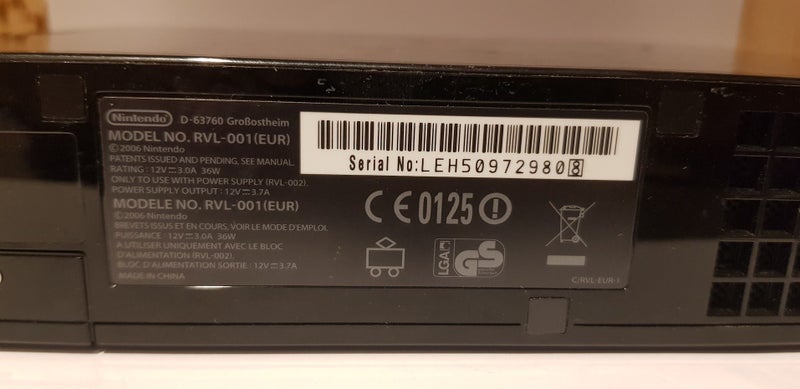 Nintendo D-63760 Großostheim
MODEL NO. RVL-001(EUR)
©2006 Nintendo
PATENTS ISSUED AND PENDING, SEE MANUAL.
RATING : 12V⎓3.0A 36W
ONLY TO USE WITH POWER SUPPLY (RVL-002).
POWER SUPPLY OUTPUT : 12V⎓3.7A
MODELE NO. RVL-001(EUR)
©2006 Nintendo
BREVETS ISSUS ET EN COURS, VOIR LE MODE D'EMPLOI.
PUISSANCE : 12V⎓3.0A 36W
A UTILISER UNIQUEMENT AVEC LE BLOC
D'ALIMENTATION (RVL-002).
BLOC D'ALIMENTATION SORTIE : 12V⎓3.7A
MADE IN CHINA
Serial No:LEH509729808
CE0125
LGA GS
C/RVL-EUR-1